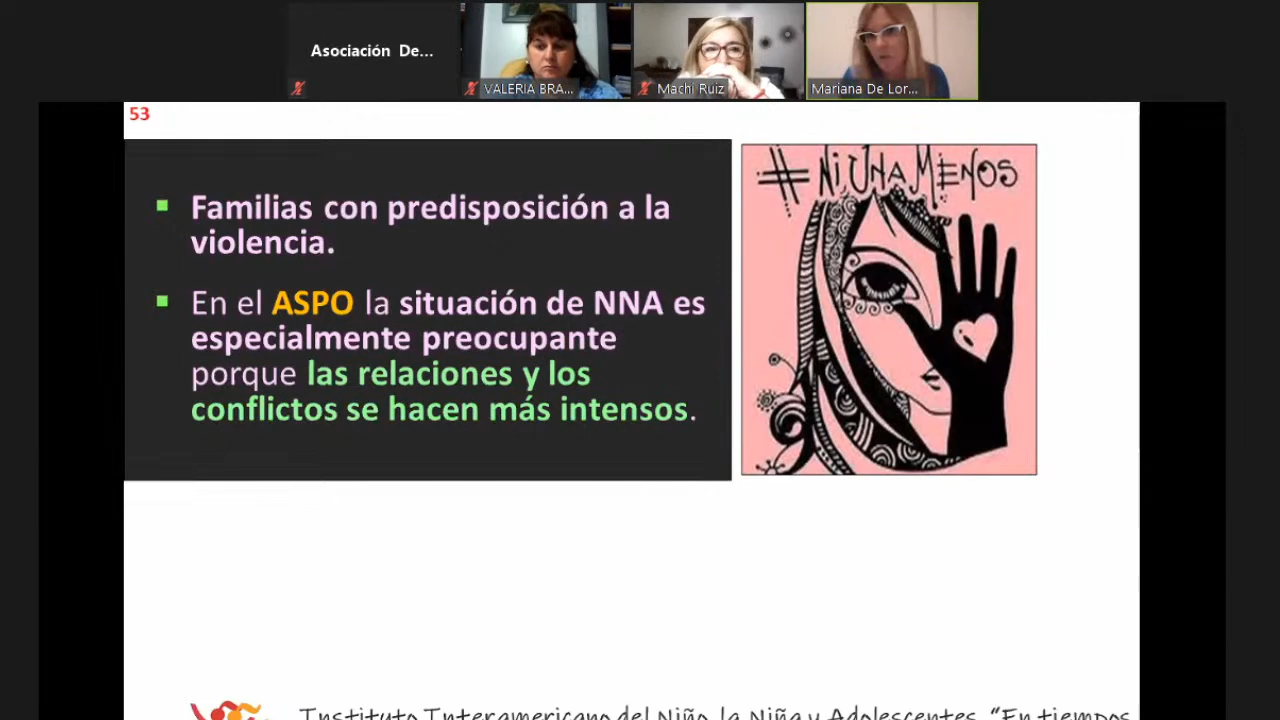 Asociación De...
VALERIA BRA...
Machi Ruiz
Mariana De Lor...
53
▪ Familias con predisposición a la
violencia.
▪ En el ASPO la situación de NNA es
especialmente preocupante
porque las relaciones y los
conflictos se hacen más intensos.
#NiUnaMenos
Instituto Interamericano del Niño, la Niña y Adolescentes. “En tiempos